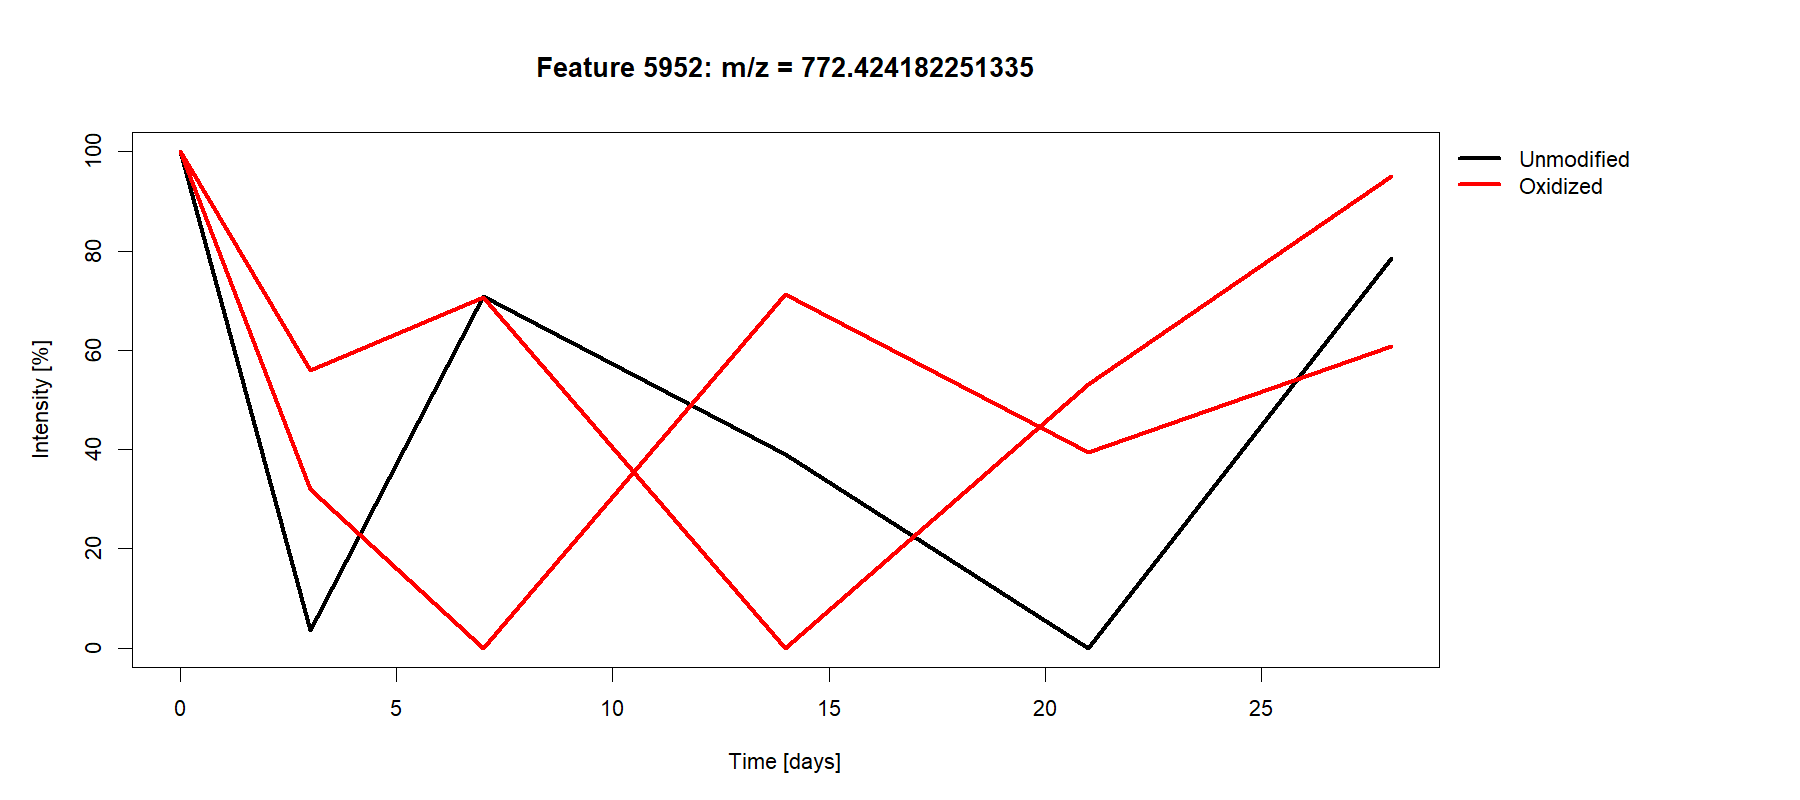 Feature 5952: m/z = 772.424182251335
Unmodified
Oxidized
Intensity [%]
100
80
60
40
20
0
0 5 10 15 20 25
Time [days]